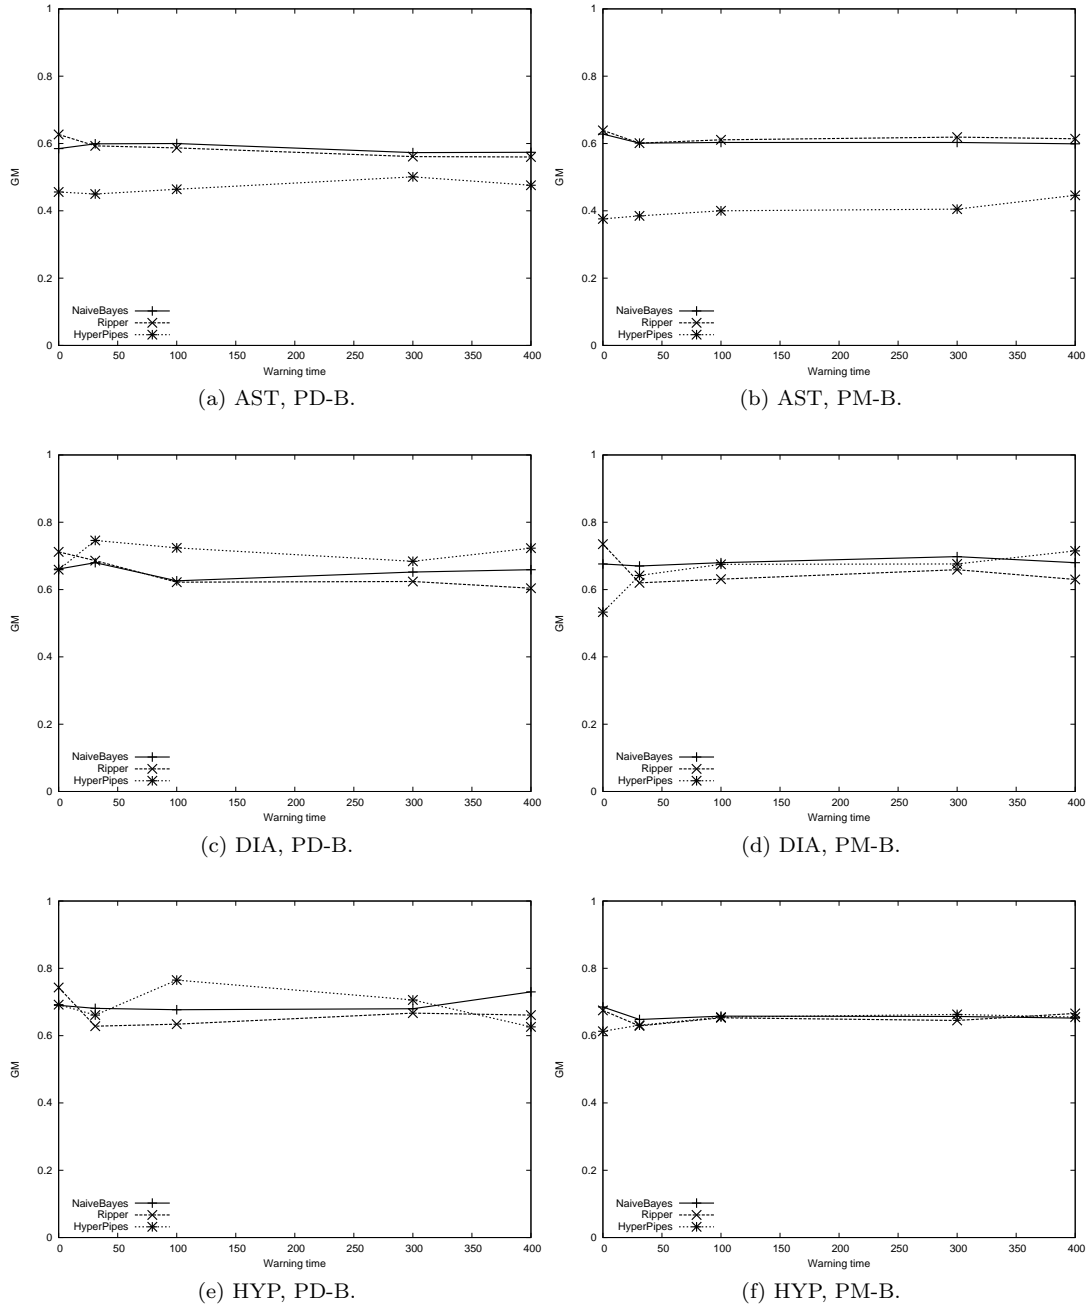 1
0.8
0.6
GM
0.4
0.2
NaiveBayes
Ripper
HyperPipes
0
0 50 100 150 200 250 300 350 400
Warning time
(a) AST, PD-B.
1
0.8
0.6
GM
0.4
0.2
NaiveBayes
Ripper
HyperPipes
0
0 50 100 150 200 250 300 350 400
Warning time
(b) AST, PM-B.
1
0.8
0.6
GM
0.4
0.2
NaiveBayes
Ripper
HyperPipes
0
0 50 100 150 200 250 300 350 400
Warning time
(c) DIA, PD-B.
1
0.8
0.6
GM
0.4
0.2
NaiveBayes
Ripper
HyperPipes
0
0 50 100 150 200 250 300 350 400
Warning time
(d) DIA, PM-B.
1
0.8
0.6
GM
0.4
0.2
NaiveBayes
Ripper
HyperPipes
0
0 50 100 150 200 250 300 350 400
Warning time
(e) HYP, PD-B.
1
0.8
0.6
GM
0.4
0.2
NaiveBayes
Ripper
HyperPipes
0
0 50 100 150 200 250 300 350 400
Warning time
(f) HYP, PM-B.